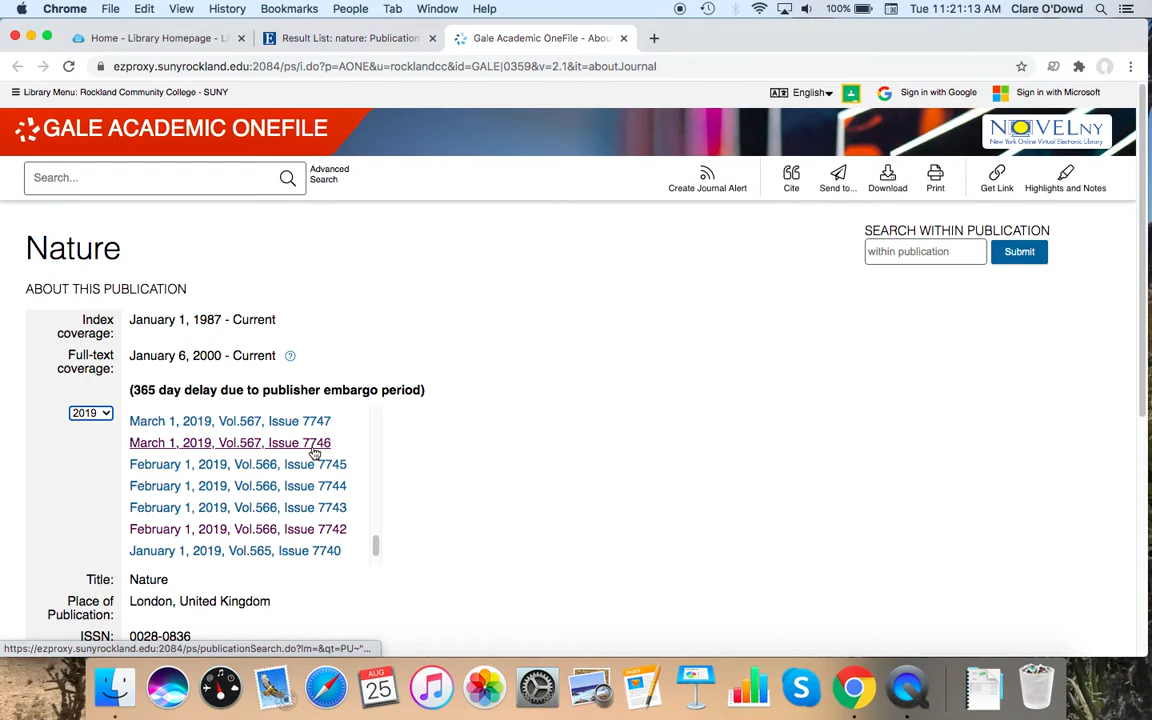 Chrome File Edit View History Bookmarks People Tab Window Help 100% Tue 11:21:13 AM Clare O'Dowd
Home - Library Homepage - Li Result List: nature: Publication Gale Academic OneFile - Abou
ezproxy.sunyrockland.edu:2084/ps/i.do?p=AONE&u=rocklandcc&id=GALE|0359&v=2.1&it=aboutJournal
Library Menu: Rockland Community College - SUNY English Sign in with Google Sign in with Microsoft
GALE ACADEMIC ONEFILE
NOVELNY
New York Online Virtual Electronic Library
Search...
Advanced
Search
Create Journal Alert Cite Send to... Download Print Get Link Highlights and Notes
Nature
SEARCH WITHIN PUBLICATION
within publication Submit
ABOUT THIS PUBLICATION
Index
coverage:
January 1, 1987 - Current
Full-text
coverage:
January 6, 2000 - Current ?
(365 day delay due to publisher embargo period)
2019
March 1, 2019, Vol.567, Issue 7747
March 1, 2019, Vol.567, Issue 7746
February 1, 2019, Vol.566, Issue 7745
February 1, 2019, Vol.566, Issue 7744
February 1, 2019, Vol.566, Issue 7743
February 1, 2019, Vol.566, Issue 7742
January 1, 2019, Vol.565, Issue 7740
Title: Nature
Place of
Publication:
London, United Kingdom
ISSN: 0028-0836
https://ezproxy.sunyrockland.edu:2084/ps/publicationSearch.do?lm=&qt=PU~"...
AUG
25